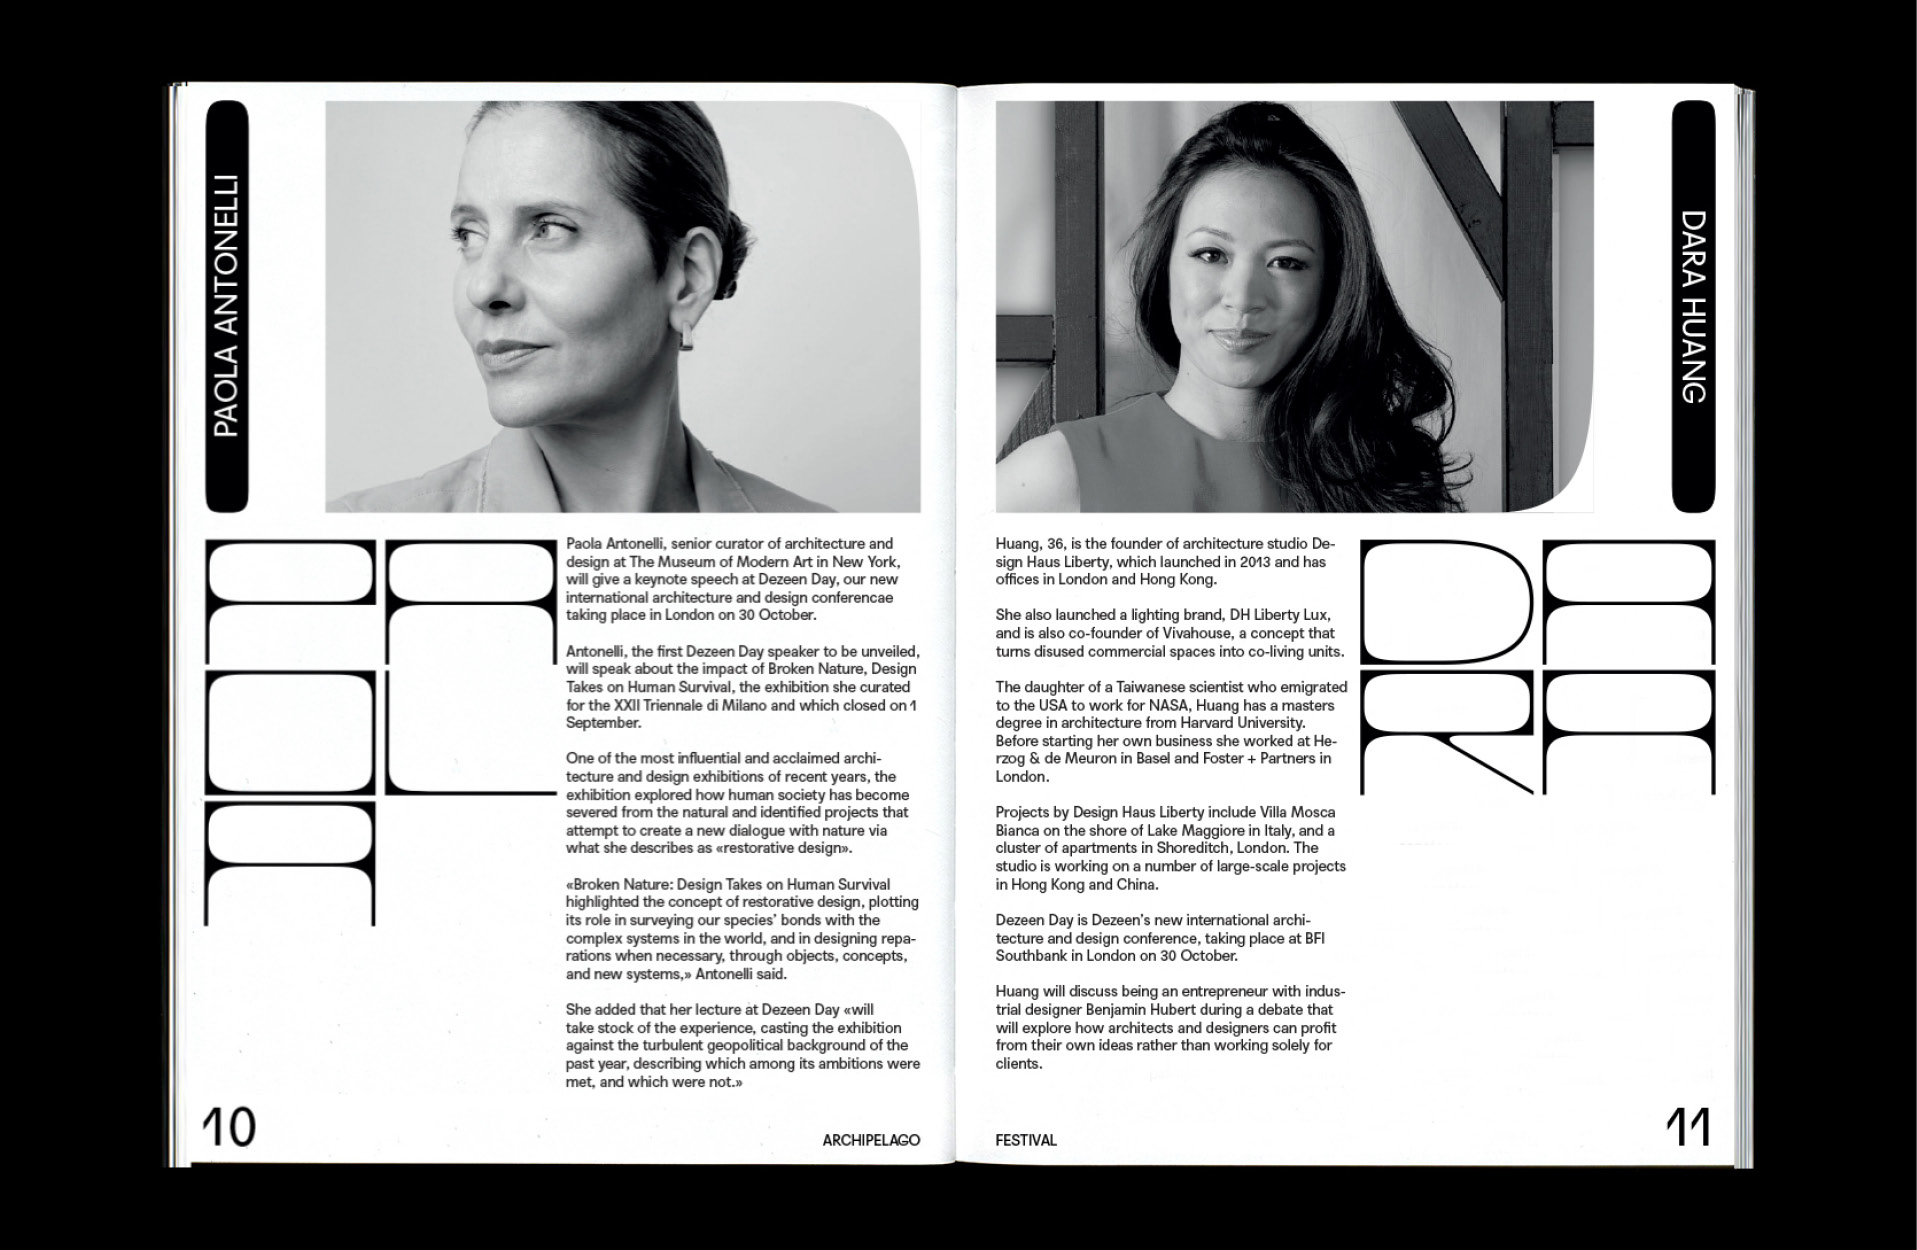 PAOLA ANTONELLI
PA
OL
A
Paola Antonelli, senior curator of architecture and
design at The Museum of Modern Art in New York,
will give a keynote speech at Dezeen Day, our new
international architecture and design conferencae
taking place in London on 30 October.
Antonelli, the first Dezeen Day speaker to be unveiled,
will speak about the impact of Broken Nature, Design
Takes on Human Survival, the exhibition she curated
for the XXII Triennale di Milano and which closed on 1
September.
One of the most influential and acclaimed archi-
tecture and design exhibitions of recent years, the
exhibition explored how human society has become
severed from the natural and identified projects that
attempt to create a new dialogue with nature via
what she describes as «restorative design».
«Broken Nature: Design Takes on Human Survival
highlighted the concept of restorative design, plotting
its role in surveying our species’ bonds with the
complex systems in the world, and in designing repa-
rations when necessary, through objects, concepts,
and new systems,» Antonelli said.
She added that her lecture at Dezeen Day «will
take stock of the experience, casting the exhibition
against the turbulent geopolitical background of the
past year, describing which among its ambitions were
met, and which were not.»
10
ARCHIPELAGO
DARA HUANG
Huang, 36, is the founder of architecture studio De-
sign Haus Liberty, which launched in 2013 and has
offices in London and Hong Kong.
She also launched a lighting brand, DH Liberty Lux,
and is also co-founder of Vivahouse, a concept that
turns disused commercial spaces into co-living units.
The daughter of a Taiwanese scientist who emigrated
to the USA to work for NASA, Huang has a masters
degree in architecture from Harvard University.
Before starting her own business she worked at He-
rzog & de Meuron in Basel and Foster + Partners in
London.
Projects by Design Haus Liberty include Villa Mosca
Bianca on the shore of Lake Maggiore in Italy, and a
cluster of apartments in Shoreditch, London. The
studio is working on a number of large-scale projects
in Hong Kong and China.
Dezeen Day is Dezeen’s new international archi-
tecture and design conference, taking place at BFI
Southbank in London on 30 October.
Huang will discuss being an entrepreneur with indus-
trial designer Benjamin Hubert during a debate that
will explore how architects and designers can profit
from their own ideas rather than working solely for
clients.
DA
RA
FESTIVAL
11